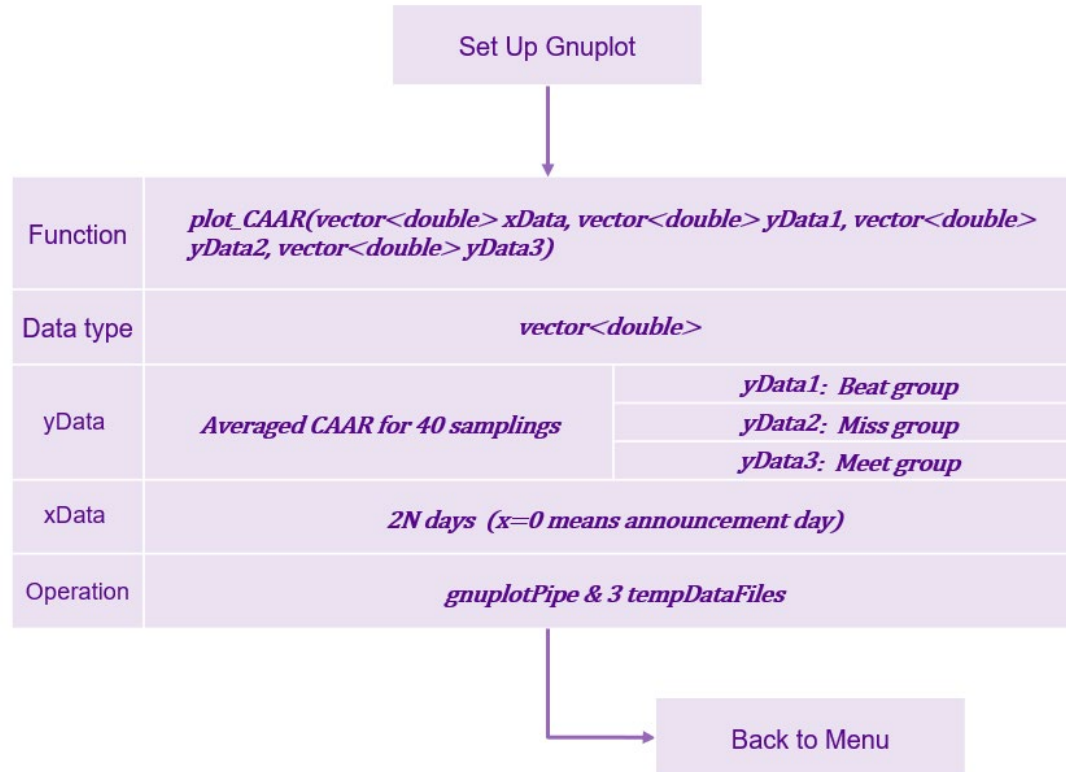 Set Up Gnuplot
Function
plot_CAAR(vector<double> xData, vector<double> yData1, vector<double>
yData2, vector<double> yData3)
Data type
vector<double>
yData
Averaged CAAR for 40 samplings
yData1: Beat group
yData2: Miss group
yData3: Meet group
xData
2N days (x=0 means announcement day)
Operation
gnuplotPipe & 3 tempDataFiles
Back to Menu